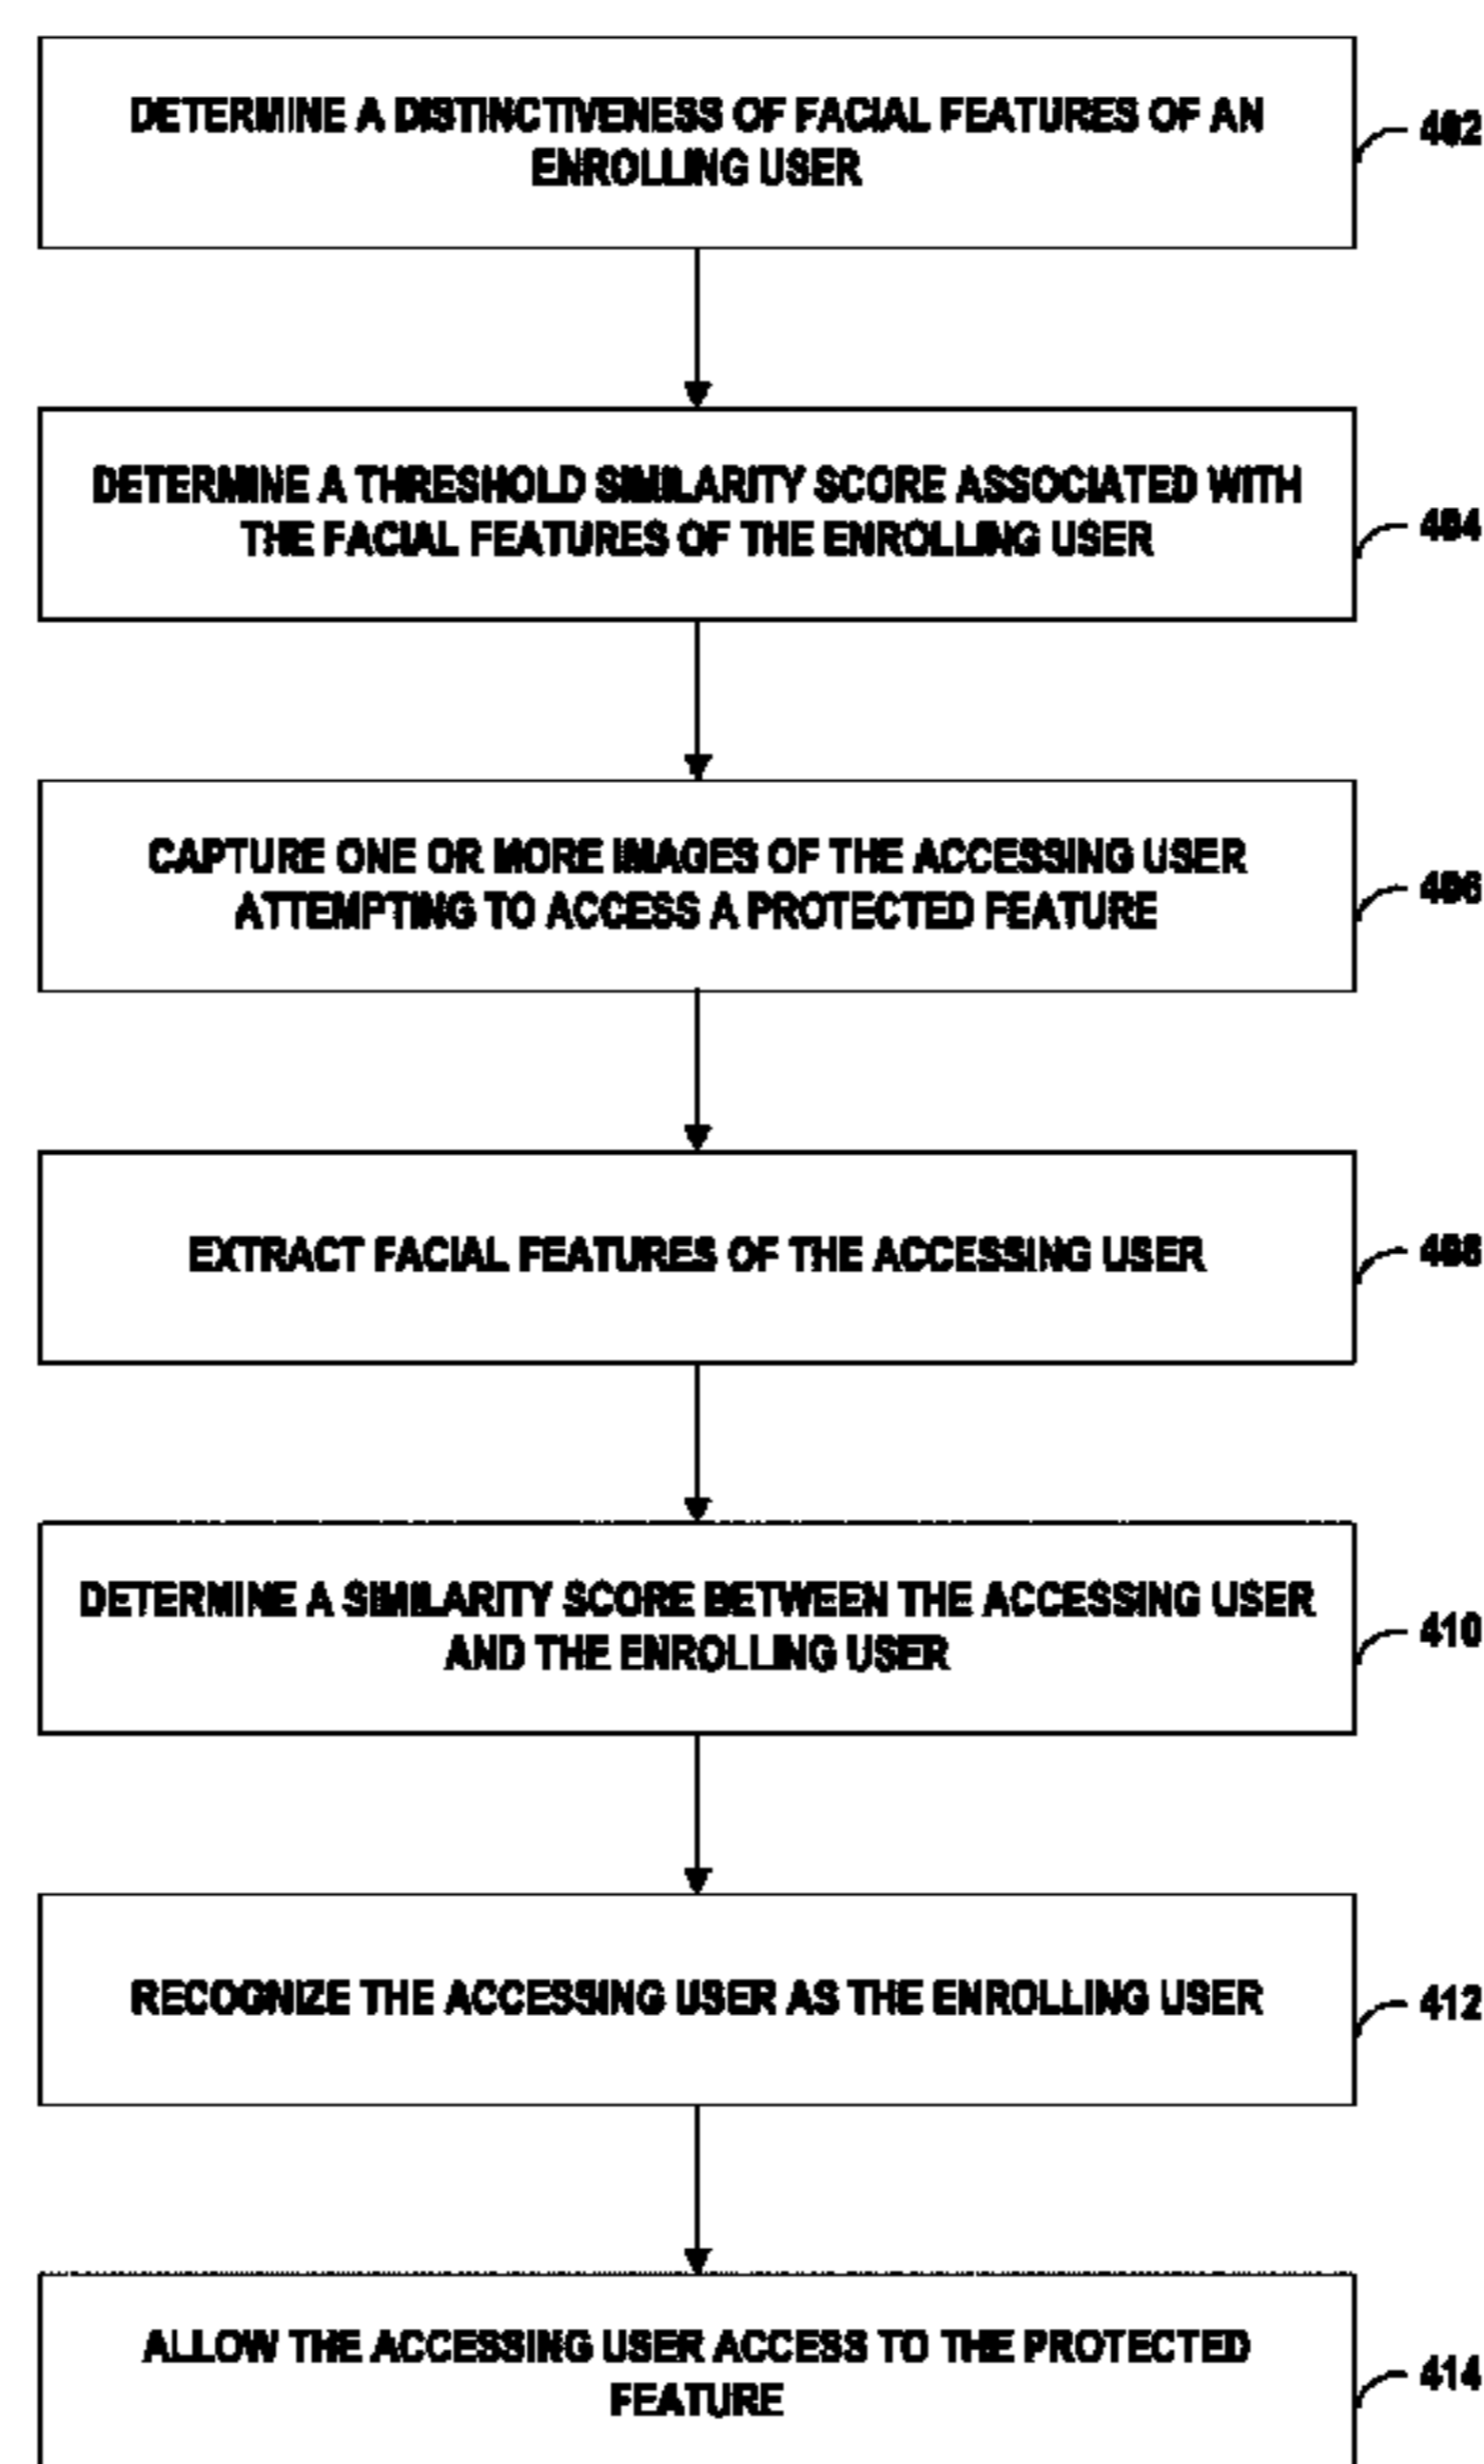 DETERMINE A DISTINCTIVENESS OF FACIAL FEATURES OF AN
ENROLLING USER
402
DETERMINE A THRESHOLD SIMILARITY SCORE ASSOCIATED WITH
THE FACIAL FEATURES OF THE ENROLLING USER
404
CAPTURE ONE OR MORE IMAGES OF THE ACCESSING USER
ATTEMPTING TO ACCESS A PROTECTED FEATURE
406
EXTRACT FACIAL FEATURES OF THE ACCESSING USER
408
DETERMINE A SIMILARITY SCORE BETWEEN THE ACCESSING USER
AND THE ENROLLING USER
410
RECOGNIZE THE ACCESSING USER AS THE ENROLLING USER
412
ALLOW THE ACCESSING USER ACCESS TO THE PROTECTED
FEATURE
414